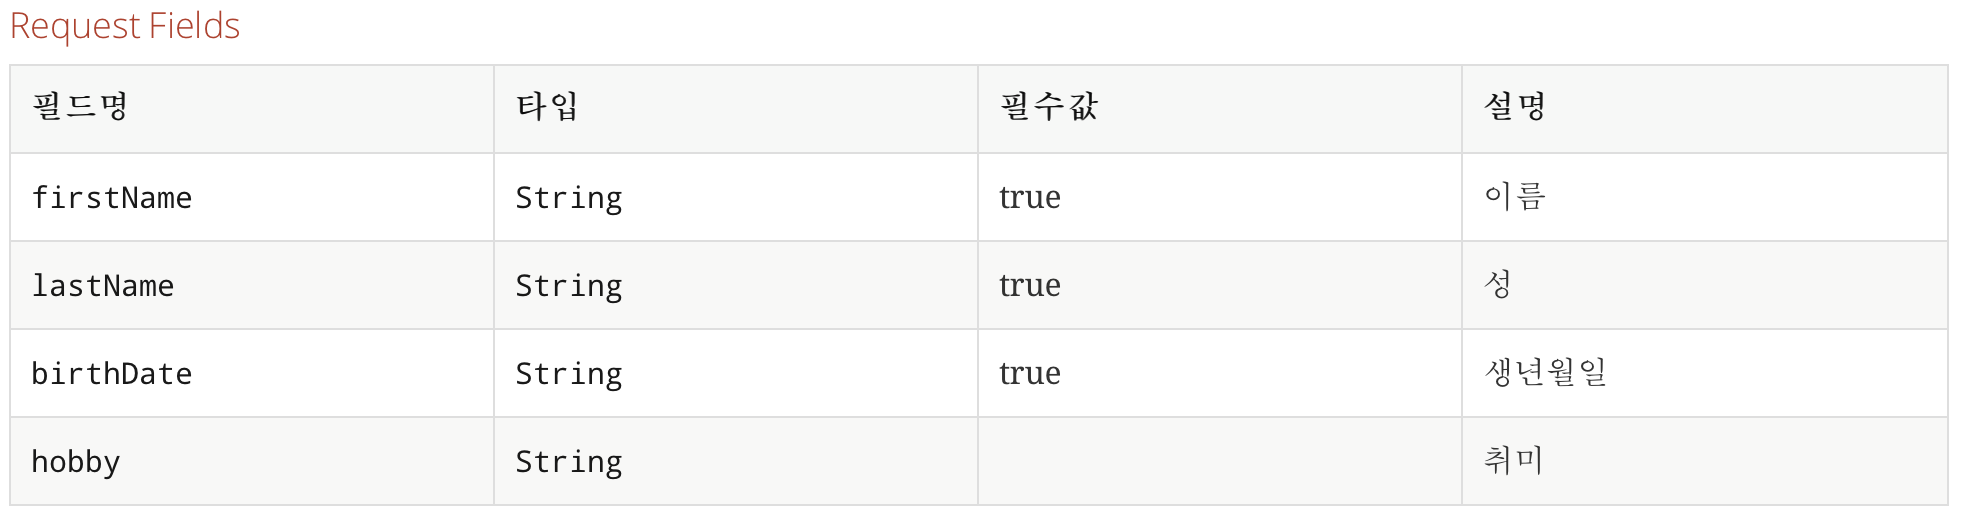 Request Fields
필드명 타입 필수값 설명
firstName String true 이름
lastName String true 성
birthDate String true 생년월일
hobby String 취미